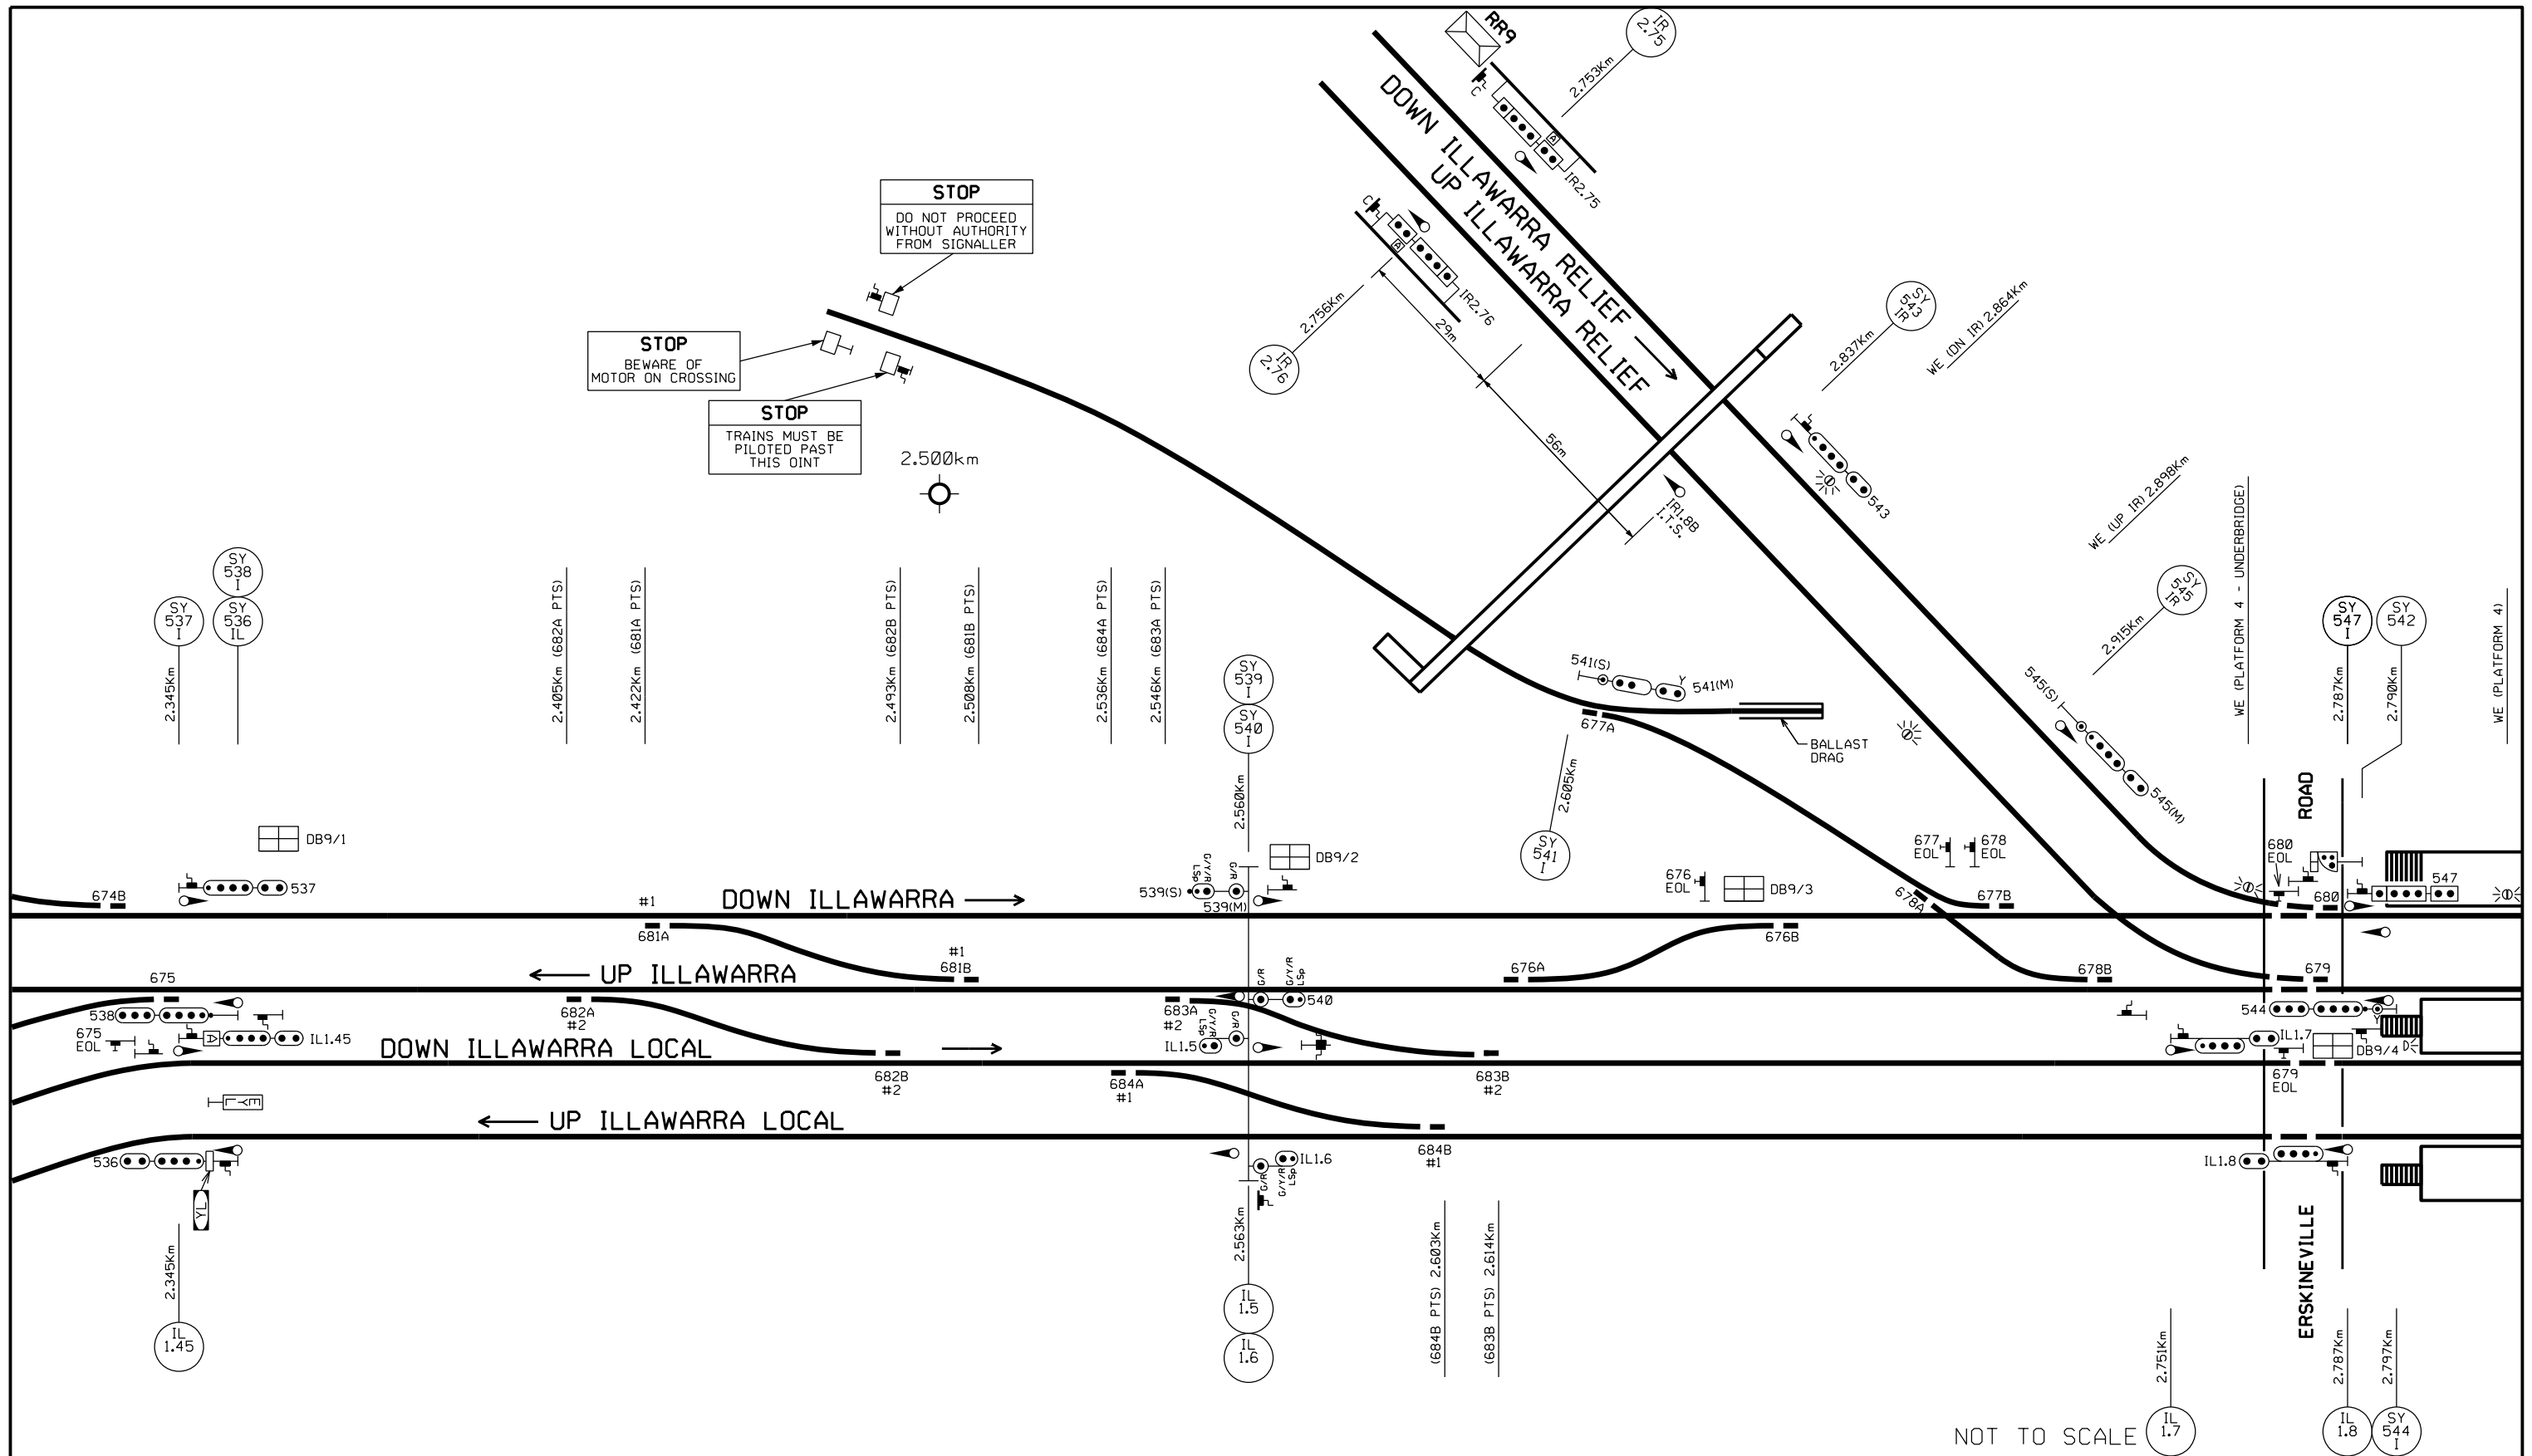 RR9
IR
2.75
2.753Km
C
A
IR2.75
DOWN ILLAWARRA RELIEF
UP ILLAWARRA RELIEF
C
A
IR2.76
2.756Km
IR
2.76
29m
56m
STOP
DO NOT PROCEED
WITHOUT AUTHORITY
FROM SIGNALLER
STOP
BEWARE OF
MOTOR ON CROSSING
STOP
TRAINS MUST BE
PILOTED PAST
THIS OINT
2.500km
SY
543
IR
2.837Km
WE (DN IR) 2.864Km
543
IR1.8B
I.T.S.
WE (UP IR) 2.898Km
SY
545
IR
2.915Km
545(S)
545(M)
WE (PLATFORM 4 - UNDERBRIDGE)
SY
547
I
2.787Km
SY
542
2.790Km
WE (PLATFORM 4)
SY
537
I
2.345Km
SY
538
I
SY
536
IL
2.405Km (682A PTS)
2.422Km (681A PTS)
2.493Km (682B PTS)
2.508Km (681B PTS)
2.536Km (684A PTS)
2.546Km (683A PTS)
SY
539
I
SY
540
I
2.560Km
541(S)
Y
541(M)
677A
BALLAST
DRAG
2.605Km
SY
541
I
ROAD
DB9/1
537
674B
#1
681A
DOWN ILLAWARRA
539(S)
LSp
G/Y/R
G/R
539(M)
DB9/2
676
EOL
DB9/3
677
EOL
678
EOL
678A
677B
680
EOL
680
547
676B
#1
681B
675
UP ILLAWARRA
676A
678B
679
538
675
EOL
A
IL1.45
682A
#2
683A
#2
G/R
G/Y/R
LSp
540
LSp
G/Y/R
G/R
IL1.5
544
Y
IL1.7
DB9/4
D
679
EOL
DOWN ILLAWARRA LOCAL
682B
#2
684A
#1
683B
#2
EYL
UP ILLAWARRA LOCAL
536
YL
G/R
G/Y/R
LSp
IL1.6
684B
#1
IL1.8
2.345Km
IL
1.45
2.563Km
IL
1.5
IL
1.6
(684B PTS) 2.603Km
(683B PTS) 2.614Km
ERSKINEVILLE
2.751Km
IL
1.7
2.787Km
IL
1.8
2.797Km
SY
544
I
NOT TO SCALE